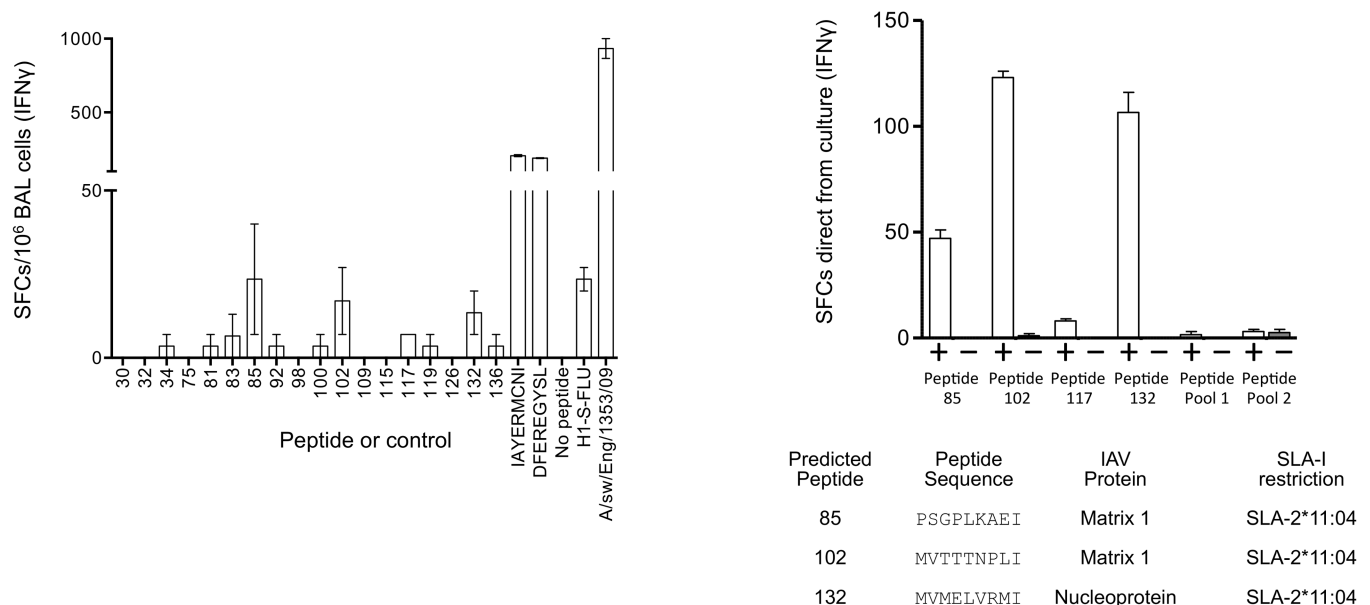 SFCs/10⁶ BAL cells (IFNγ)
1000
500
50
0
30
32
34
75
81
83
85
92
98
100
102
109
115
117
119
126
132
136
IAYERMCNI
DFEREGYSL
No peptide
H1-S-FLU
A/sw/Eng/1353/09
Peptide or control
SFCs direct from culture (IFNγ)
150
100
50
0
+ − + − + − + − + − + −
Peptide Peptide Peptide Peptide Peptide Peptide
85 102 117 132 Pool 1 Pool 2
Predicted Peptide IAV SLA-I
Peptide Sequence Protein restriction
85 PSGPLKAEI Matrix 1 SLA-2*11:04
102 MVTTTNPLI Matrix 1 SLA-2*11:04
132 MVMELVRMI Nucleoprotein SLA-2*11:04